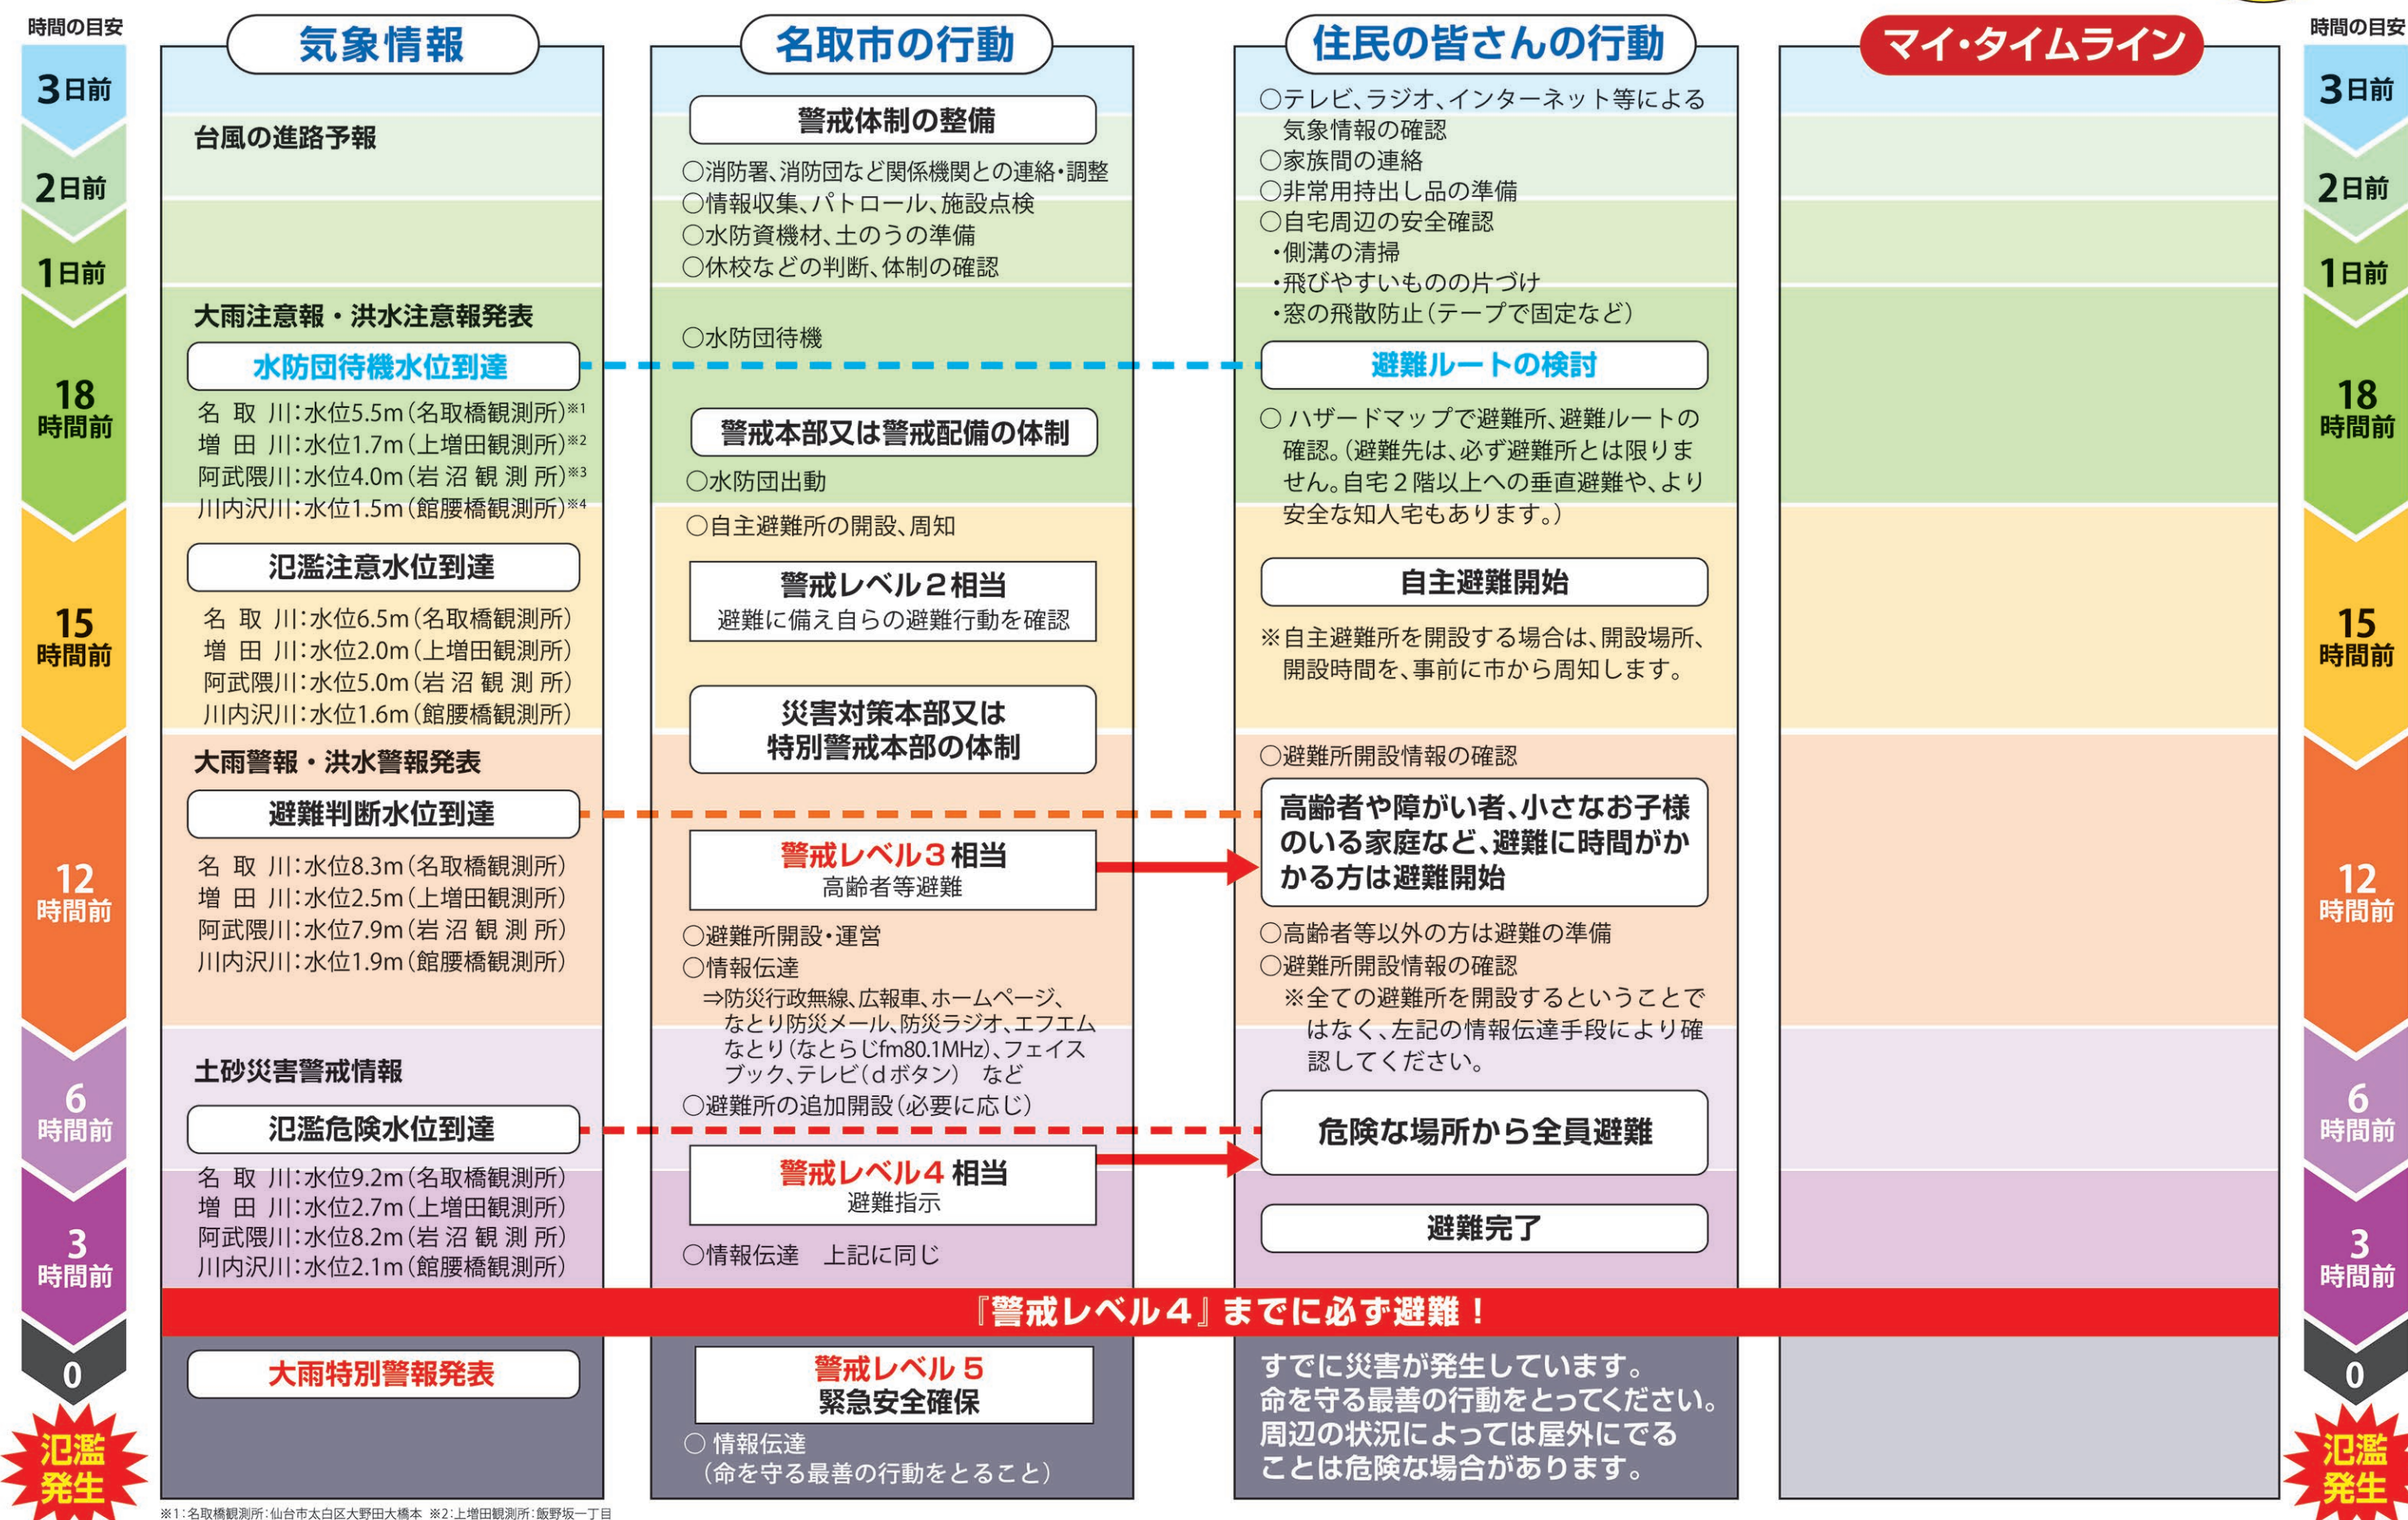 時間の目安
3日前
2日前
1日前
18
時間前
15
時間前
12
時間前
6
時間前
3
時間前
0
氾濫
発生
気象情報
台風の進路予報
大雨注意報・洪水注意報発表
水防団待機水位到達
名取川：水位5.5m（名取橋観測所）※1
増田川：水位1.7m（上増田観測所）※2
阿武隈川：水位4.0m（岩沼観測所）※3
川内沢川：水位1.5m（館腰橋観測所）※4
氾濫注意水位到達
名取川：水位6.5m（名取橋観測所）
増田川：水位2.0m（上増田観測所）
阿武隈川：水位5.0m（岩沼観測所）
川内沢川：水位1.6m（館腰橋観測所）
大雨警報・洪水警報発表
避難判断水位到達
名取川：水位8.3m（名取橋観測所）
増田川：水位2.5m（上増田観測所）
阿武隈川：水位7.9m（岩沼観測所）
川内沢川：水位1.9m（館腰橋観測所）
土砂災害警戒情報
氾濫危険水位到達
名取川：水位9.2m（名取橋観測所）
増田川：水位2.7m（上増田観測所）
阿武隈川：水位8.2m（岩沼観測所）
川内沢川：水位2.1m（館腰橋観測所）
名取市の行動
警戒体制の整備
○消防署、消防団など関係機関との連絡・調整
○情報収集、パトロール、施設点検
○水防資機材、土のうの準備
○休校などの判断、体制の確認
○水防団待機
警戒本部又は警戒配備の体制
○水防団出動
○自主避難所の開設、周知
警戒レベル2相当
避難に備え自らの避難行動を確認
災害対策本部又は
特別警戒本部の体制
警戒レベル3相当
高齢者等避難
○避難所開設・運営
○情報伝達
⇒防災行政無線、広報車、ホームページ、
なとり防災メール、防災ラジオ、エフエム
なとり（なとらじfm80.1MHz）、フェイス
ブック、テレビ（dボタン）　など
○避難所の追加開設（必要に応じ）
警戒レベル4相当
避難指示
○情報伝達　上記に同じ
住民の皆さんの行動
○テレビ、ラジオ、インターネット等による
気象情報の確認
○家族間の連絡
○非常用持出し品の準備
○自宅周辺の安全確認
・側溝の清掃
・飛びやすいものの片づけ
・窓の飛散防止（テープで固定など）
避難ルートの検討
○ハザードマップで避難所、避難ルートの
確認。（避難先は、必ず避難所とは限りま
せん。自宅2階以上への垂直避難や、より
安全な知人宅もあります。）
自主避難開始
※自主避難所を開設する場合は、開設場所、
開設時間を、事前に市から周知します。
○避難所開設情報の確認
高齢者や障がい者、小さなお子様
のいる家庭など、避難に時間がか
かる方は避難開始
○高齢者等以外の方は避難の準備
○避難所開設情報の確認
※全ての避難所を開設するということで
はなく、左記の情報伝達手段により確
認してください。
危険な場所から全員避難
避難完了
マイ・タイムライン
『警戒レベル4』までに必ず避難！
大雨特別警報発表
警戒レベル5
緊急安全確保
○情報伝達
（命を守る最善の行動をとること）
すでに災害が発生しています。
命を守る最善の行動をとってください。
周辺の状況によっては屋外にでる
ことは危険な場合があります。
時間の目安
3日前
2日前
1日前
18
時間前
15
時間前
12
時間前
6
時間前
3
時間前
0
氾濫
発生
※1：名取橋観測所：仙台市太白区大野田大橋本 ※2：上増田観測所：飯野坂一丁目